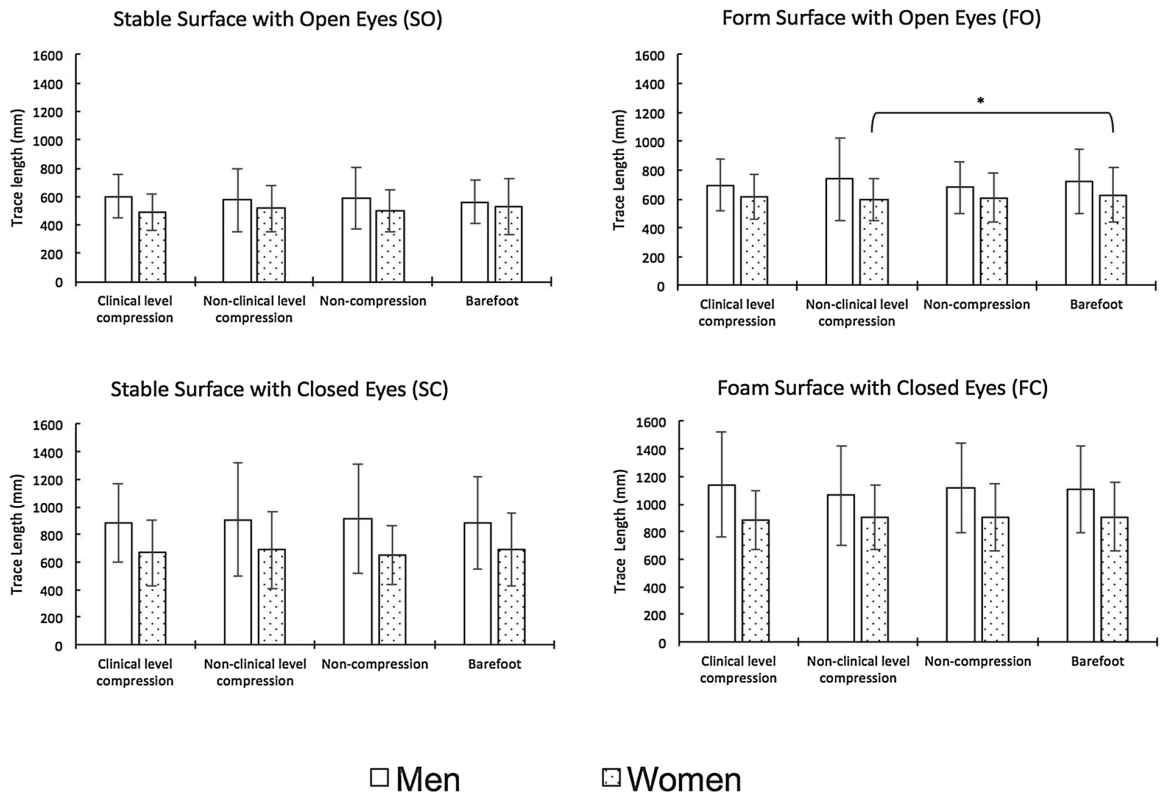 Stable Surface with Open Eyes (SO)
1600
1400
1200
1000
800
600
400
200
0
Trace length (mm)
Clinical level compression
Non-clinical level compression
Non-compression
Barefoot
Form Surface with Open Eyes (FO)
1600
1400
1200
1000
800
600
400
200
0
Trace Length (mm)
*
Clinical level compression
Non-clinical level compression
Non-compression
Barefoot
Stable Surface with Closed Eyes (SC)
1600
1400
1200
1000
800
600
400
200
0
Trace Length (mm)
Clinical level compression
Non-clinical level compression
Non-compression
Barefoot
Foam Surface with Closed Eyes (FC)
1600
1400
1200
1000
800
600
400
200
0
Trace Length (mm)
Clinical level compression
Non-clinical level compression
Non-compression
Barefoot
Men
Women